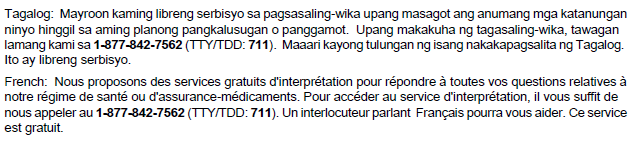 Tagalog:  Mayroon kaming libreng serbisyo sa pagsasaling-wika upang masagot ang anumang mga katanungan
ninyo hinggil sa aming planong pangkalusugan o panggamot.  Upang makakuha ng tagasaling-wika, tawagan
lamang kami sa 1-877-842-7562 (TTY/TDD: 711).  Maaari kayong tulungan ng isang nakakapagsalita ng Tagalog.
Ito ay libreng serbisyo.
French:  Nous proposons des services gratuits d'interprétation pour répondre à toutes vos questions relatives à
notre régime de santé ou d'assurance-médicaments. Pour accéder au service d'interprétation, il vous suffit de
nous appeler au 1-877-842-7562 (TTY/TDD: 711). Un interlocuteur parlant  Français pourra vous aider. Ce service
est gratuit.